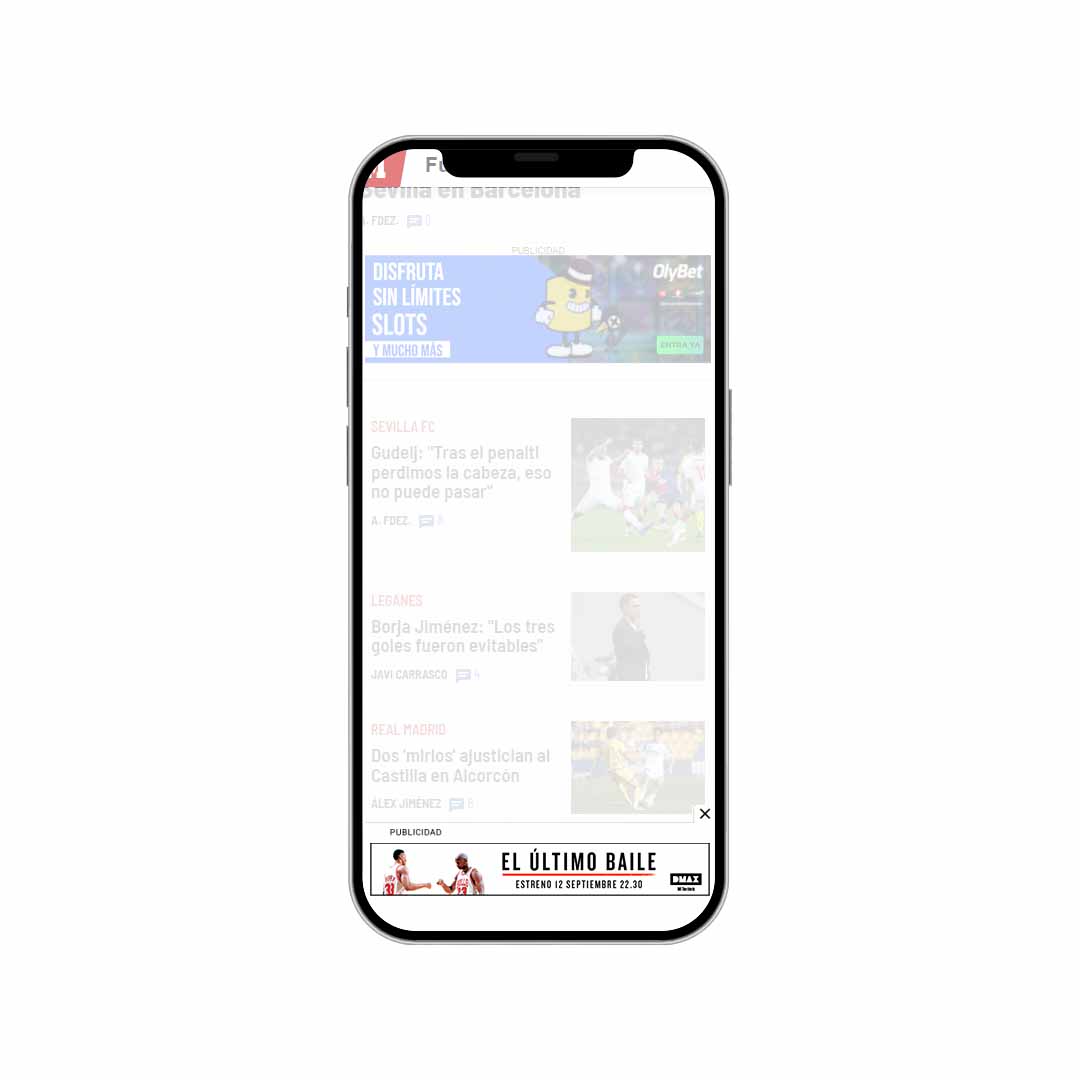 Fu
Sevilla en Barcelona
. FDEZ. 0
PUBLICIDAD
DISFRUTA
SIN LÍMITES
SLOTS
Y MUCHO MÁS
OlyBet
ENTRA YA
SEVILLA FC
Gudelj: "Tras el penalti
perdimos la cabeza, eso
no puede pasar"
A. FDEZ.
LEGANÉS
Borja Jiménez: "Los tres
goles fueron evitables"
JAVI CARRASCO 4
REAL MADRID
Dos 'mirlos' ajustician al
Castilla en Alcorcón
ÁLEX JIMÉNEZ
PUBLICIDAD
EL ÚLTIMO BAILE
ESTRENO 12 SEPTIEMBRE 22.30
DMAX
33
23